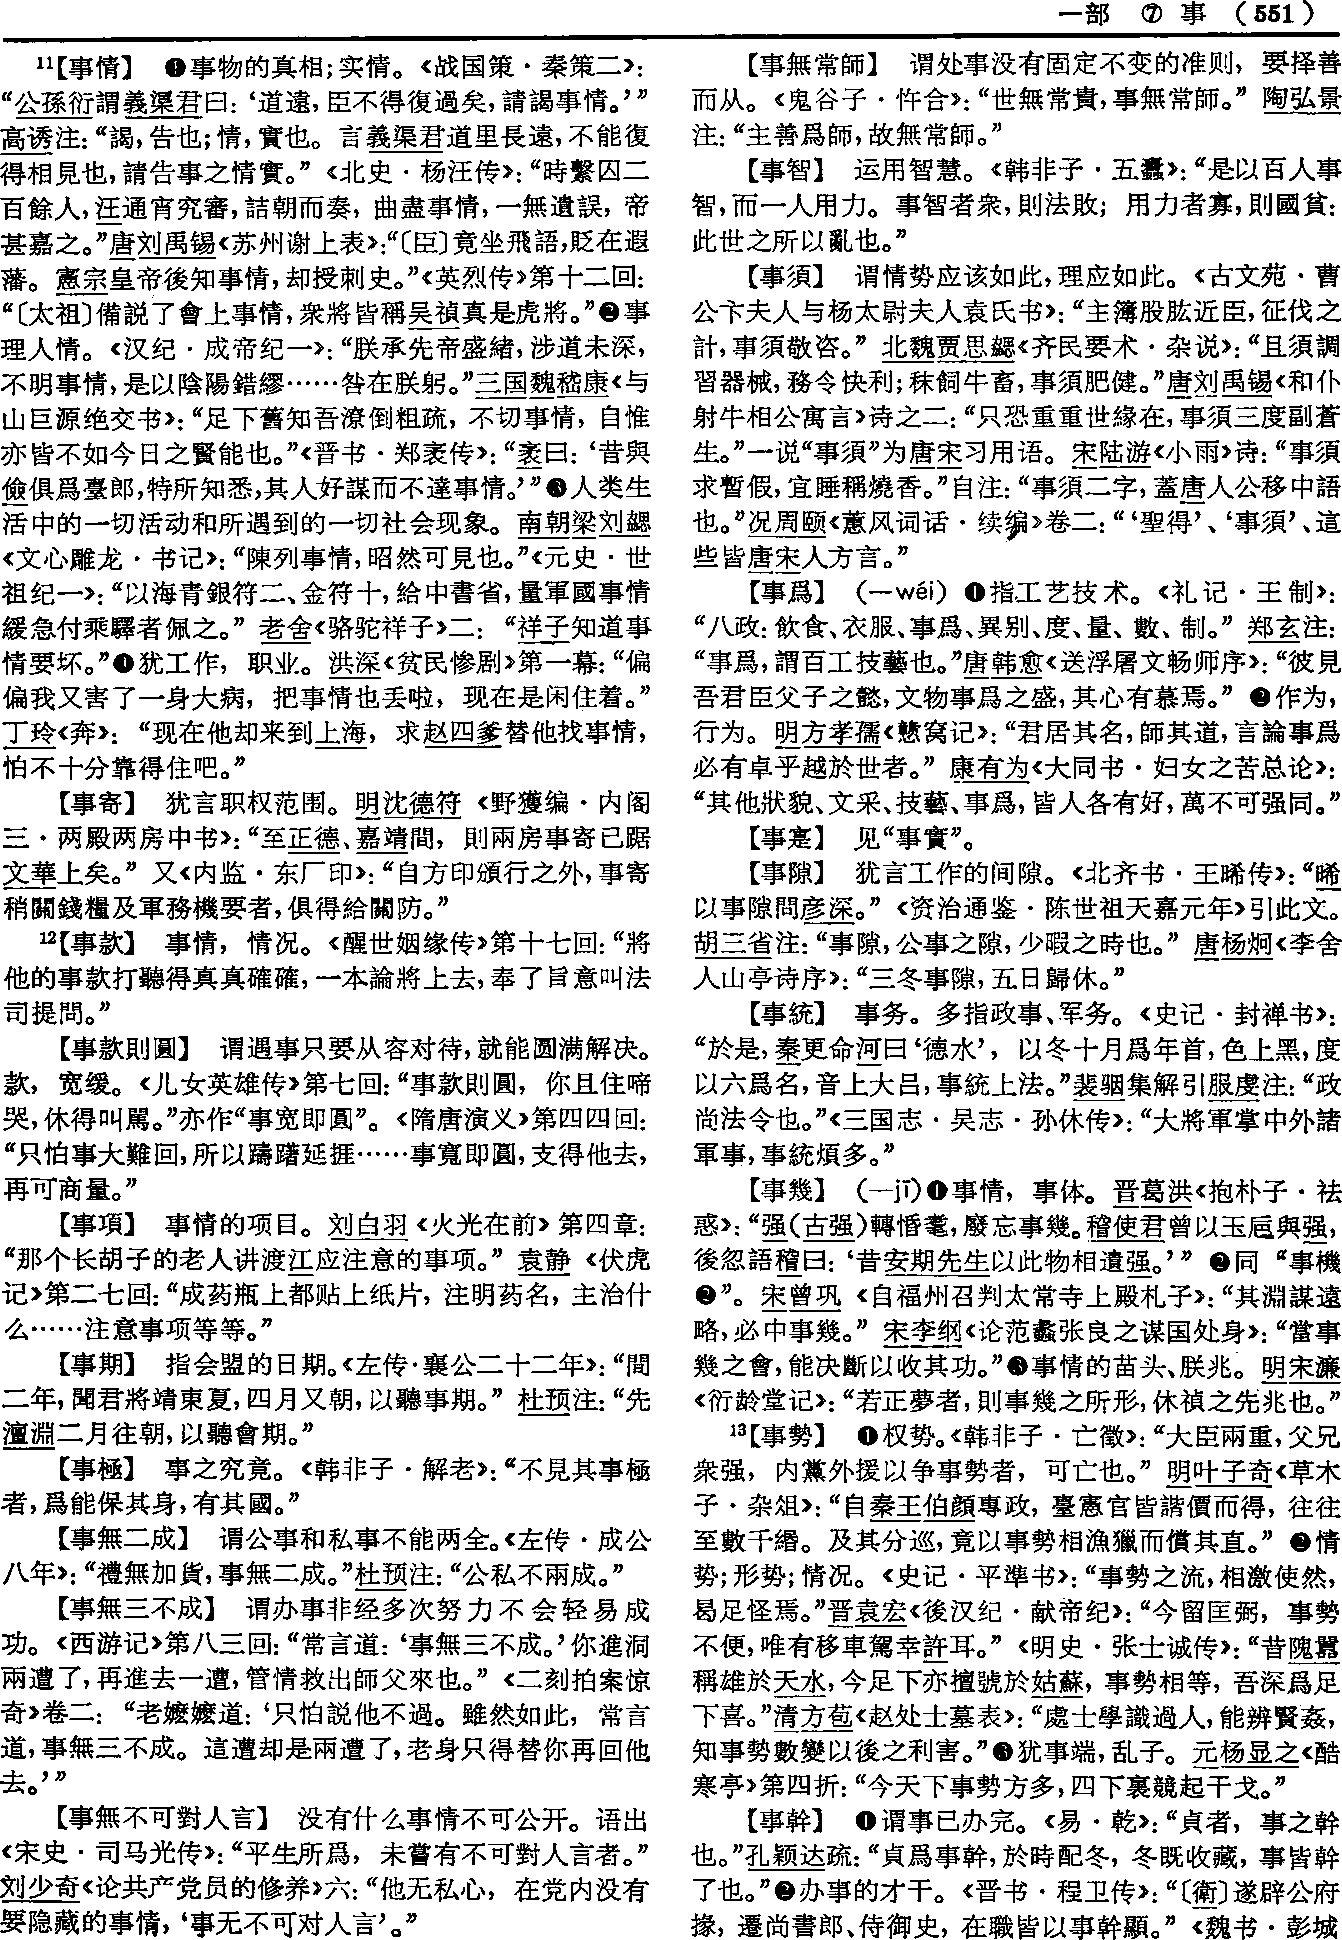 一部 ⑦ 事 （551）
¹¹【事情】 ❶事物的真相；实情。《战国策·秦策二》：
“公孫衍謂義渠君曰：‘道遠，臣不得復過矣，請謁事情。’”
高诱注：“謁，告也；情，實也。言義渠君道里長遠，不能復
得相見也，請告事之情實。”《北史·杨汪传》：“時繫囚二
百餘人，汪通宵究審，詰朝而奏，曲盡事情，一無遺誤，帝
甚嘉之。”唐刘禹锡《苏州谢上表》：“〔臣〕竟坐飛語，貶在遐
藩。憲宗皇帝後知事情，却授刺史。”《英烈传》第十二回：
“〔太祖〕備説了會上事情，衆將皆稱吴禎真是虎將。”❷事
理人情。《汉纪·成帝纪一》：“朕承先帝盛緒，涉道未深，
不明事情，是以陰陽錯繆……咎在朕躬。”三国魏嵇康《与
山巨源绝交书》：“足下舊知吾潦倒粗疏，不切事情，自惟
亦皆不如今日之賢能也。”《晋书·郑袤传》：“袤曰：‘昔與
儉俱爲臺郎，特所知悉，其人好謀而不達事情。’”❸人类生
活中的一切活动和所遇到的一切社会现象。南朝梁刘勰
《文心雕龙·书记》：“陳列事情，昭然可見也。”《元史·世
祖纪一》：“以海青銀符二、金符十，給中書省，量軍國事情
緩急付乘驛者佩之。”老舍《骆驼祥子》二：“祥子知道事
情要坏。”❹犹工作，职业。洪深《贫民惨剧》第一幕：“偏
偏我又害了一身大病，把事情也丢啦，现在是闲住着。”
丁玲《奔》：“现在他却来到上海，求赵四爹替他找事情，
怕不十分靠得住吧。”
【事寄】 犹言职权范围。明沈德符《野獲编·内阁
三·两殿两房中书》：“至正德、嘉靖間，則兩房事寄已踞
文華上矣。”又《内监·东厂印》：“自方印頒行之外，事寄
稍關錢糧及軍務機要者，俱得給關防。”
¹²【事款】 事情，情况。《醒世姻缘传》第十七回：“將
他的事款打聽得真真確確，一本論將上去，奉了旨意叫法
司提問。”
【事款則圓】 谓遇事只要从容对待，就能圆满解决。
款，宽缓。《儿女英雄传》第七回：“事款則圓，你且住啼
哭，休得叫駡。”亦作“事宽即圓”。《隋唐演义》第四四回：
“只怕事大難回，所以躊躇延捱……事寬即圓，支得他去，
再可商量。”
【事項】 事情的项目。刘白羽《火光在前》第四章：
“那个长胡子的老人讲渡江应注意的事项。”袁静《伏虎
记》第二七回：“成药瓶上都贴上纸片，注明药名，主治什
么……注意事项等等。”
【事期】 指会盟的日期。《左传·襄公二十二年》：“間
二年，聞君將靖東夏，四月又朝，以聽事期。”杜预注：“先
澶淵二月往朝，以聽會期。”
【事極】 事之究竟。《韩非子·解老》：“不見其事極
者，爲能保其身，有其國。”
【事無二成】 谓公事和私事不能两全。《左传·成公
八年》：“禮無加貨，事無二成。”杜预注：“公私不兩成。”
【事無三不成】 谓办事非经多次努力不会轻易成
功。《西游记》第八三回：“常言道：‘事無三不成。’你進洞
兩遭了，再進去一遭，管情救出師父來也。”《二刻拍案惊
奇》卷二：“老嬷嬷道：‘只怕説他不過。雖然如此，常言
道，事無三不成。這遭却是兩遭了，老身只得替你再回他
去。’”
【事無不可對人言】 没有什么事情不可公开。语出
《宋史·司马光传》：“平生所爲，未嘗有不可對人言者。”
刘少奇《论共产党员的修养》六：“他无私心，在党内没有
要隐藏的事情，‘事无不可对人言’。”
【事無常師】 谓处事没有固定不变的准则，要择善
而从。《鬼谷子·忤合》：“世無常貴，事無常師。”陶弘景
注：“主善爲師，故無常師。”
【事智】 运用智慧。《韩非子·五蠹》：“是以百人事
智，而一人用力。事智者衆，則法敗；用力者寡，則國貧：
此世之所以亂也。”
【事須】 谓情势应该如此，理应如此。《古文苑·曹
公卞夫人与杨太尉夫人袁氏书》：“主簿股肱近臣，征伐之
計，事須敬咨。”北魏贾思勰《齐民要术·杂说》：“且須調
習器械，務令快利；秣飼牛畜，事須肥健。”唐刘禹锡《和仆
射牛相公寓言》诗之二：“只恐重重世緣在，事須三度副蒼
生。”一说“事須”为唐宋习用语。宋陆游《小雨》诗：“事須
求暫假，宜睡稱燒香。”自注：“事須二字，蓋唐人公移中語
也。”况周颐《蕙风词话·续编》卷二：“‘聖得’、‘事須’、這
些皆唐宋人方言。”
【事爲】 （—wéi）❶指工艺技术。《礼记·王制》：
“八政：飲食、衣服、事爲、異别、度、量、數、制。”郑玄注：
“事爲，謂百工技藝也。”唐韩愈《送浮屠文畅师序》：“彼見
吾君臣父子之懿，文物事爲之盛，其心有慕焉。”❷作为，
行为。明方孝孺《戆窝记》：“君居其名，師其道，言論事爲
必有卓乎越於世者。”康有为《大同书·妇女之苦总论》：
“其他狀貌、文采、技藝、事爲，皆人各有好，萬不可强同。”
【事寔】 见“事實”。
【事隙】 犹言工作的间隙。《北齐书·王晞传》：“晞
以事隙問彦深。”《资治通鉴·陈世祖天嘉元年》引此文。
胡三省注：“事隙，公事之隙，少暇之時也。”唐杨炯《李舍
人山亭诗序》：“三冬事隙，五日歸休。”
【事統】 事务。多指政事、军务。《史记·封禅书》：
“於是，秦更命河曰‘德水’，以冬十月爲年首，色上黑，度
以六爲名，音上大吕，事統上法。”裴骃集解引服虔注：“政
尚法令也。”《三国志·吴志·孙休传》：“大將軍掌中外諸
軍事，事統煩多。”
【事幾】 （—jī）❶事情，事体。晋葛洪《抱朴子·祛
惑》：“强（古强）轉惛耄，廢忘事幾。稽使君曾以玉巵與强，
後忽語稽曰：‘昔安期先生以此物相遺强。’”❷同“事機
❷”。宋曾巩《自福州召判太常寺上殿札子》：“其淵謀遠
略，必中事幾。”宋李纲《论范蠡张良之谋国处身》：“當事
幾之會，能决斷以收其功。”❸事情的苗头、朕兆。明宋濂
《衍龄堂记》：“若正夢者，則事幾之所形，休禎之先兆也。”
¹³【事勢】 ❶权势。《韩非子·亡徵》：“大臣兩重，父兄
衆强，内黨外援以争事勢者，可亡也。”明叶子奇《草木
子·杂俎》：“自秦王伯顔專政，臺憲官皆諧價而得，往往
至數千緡。及其分巡，竟以事勢相漁獵而償其直。”❷情
势；形势；情况。《史记·平準书》：“事勢之流，相激使然，
曷足怪焉。”晋袁宏《後汉纪·献帝纪》：“今留匡弼，事勢
不便，唯有移車駕幸許耳。”《明史·张士诚传》：“昔隗囂
稱雄於天水，今足下亦擅號於姑蘇，事勢相等，吾深爲足
下喜。”清方苞《赵处士墓表》：“處士學識過人，能辨賢姦，
知事勢數變以後之利害。”❸犹事端，乱子。元杨显之《酷
寒亭》第四折：“今天下事勢方多，四下裏競起干戈。”
【事幹】 ❶谓事已办完。《易·乾》：“貞者，事之幹
也。”孔颖达疏：“貞爲事幹，於時配冬，冬既收藏，事皆幹
了也。”❷办事的才干。《晋书·程卫传》：“〔衛〕遂辟公府
掾，遷尚書郎、侍御史，在職皆以事幹顯。”《魏书·彭城